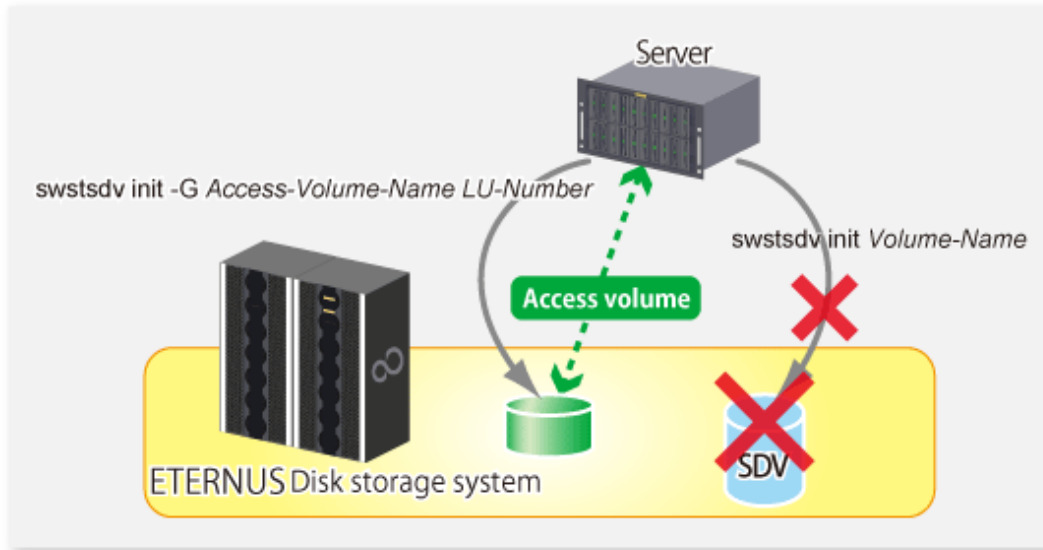 Server
swstsdv init -G Access-Volume-Name LU-Number
swstsdv init Volume-Name
Access volume
SDV
ETERNUS Disk storage system